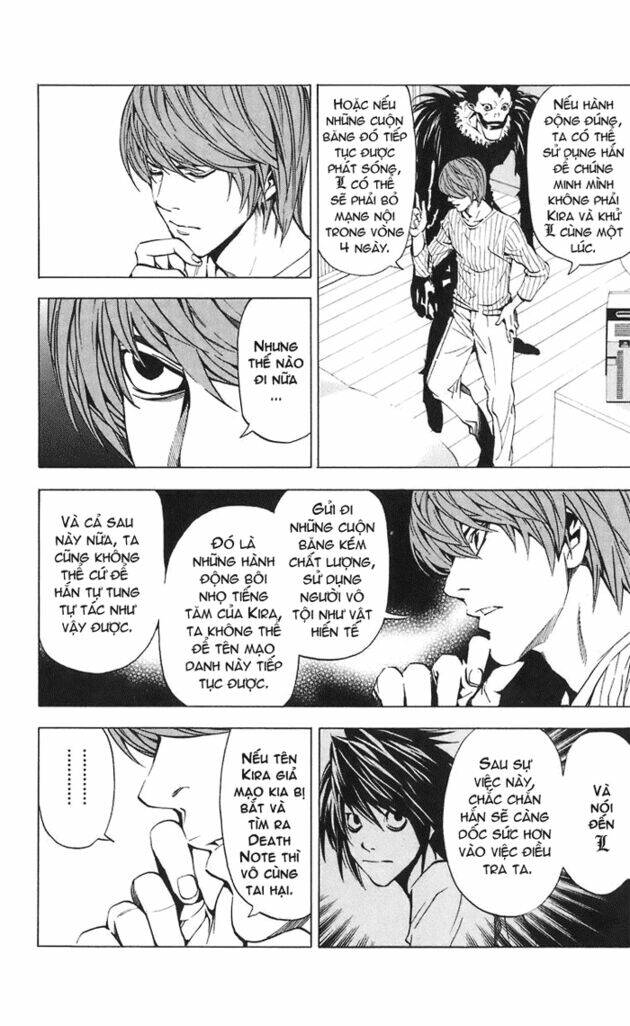 NẾU HÀNH
ĐỘNG ĐÚNG,
TA CÓ THỂ
SỬ DỤNG HẮN
ĐỂ CHỨNG
MINH MÌNH
KHÔNG PHẢI
KIRA VÀ KHỬ
L CÙNG MỘT
LÚC.
HOẶC NẾU
NHỮNG CUỘN
BĂNG ĐÓ TIẾP
TỤC ĐƯỢC
PHÁT SÓNG,
L CÓ THỂ
SẼ PHẢI BỎ
MẠNG NỘI
TRONG VÒNG
4 NGÀY.
NHƯNG
THẾ NÀO
ĐI NỮA
...
GỬI ĐI
NHỮNG CUỘN
BĂNG KÉM
CHẤT LƯỢNG,
SỬ DỤNG
NGƯỜI VÔ
TỘI NHƯ VẬT
HIẾN TẾ
ĐÓ LÀ
NHỮNG HÀNH
ĐỘNG BÔI
NHỌ TIẾNG
TĂM CỦA KIRA,
TA KHÔNG THỂ
ĐỂ TÊN MẠO
DANH NÀY TIẾP
TỤC ĐƯỢC.
VÀ CẢ SAU
NÀY NỮA, TA
CŨNG KHÔNG
THỂ CỨ ĐỂ
HẮN TỰ TUNG
TỰ TÁC NHƯ
VẬY ĐƯỢC.
VÀ
NÓI ĐẾN
L
SAU SỰ
VIỆC NÀY,
CHẮC CHẮN
HẮN SẼ CÀNG
DỐC SỨC HƠN
VÀO VIỆC ĐIỀU
TRA TA.
NẾU TÊN
KIRA GIẢ
MẠO KIA BỊ
BẮT VÀ
TÌM RA
DEATH
NOTE THÌ
VÔ CÙNG
TAI HẠI.
.........